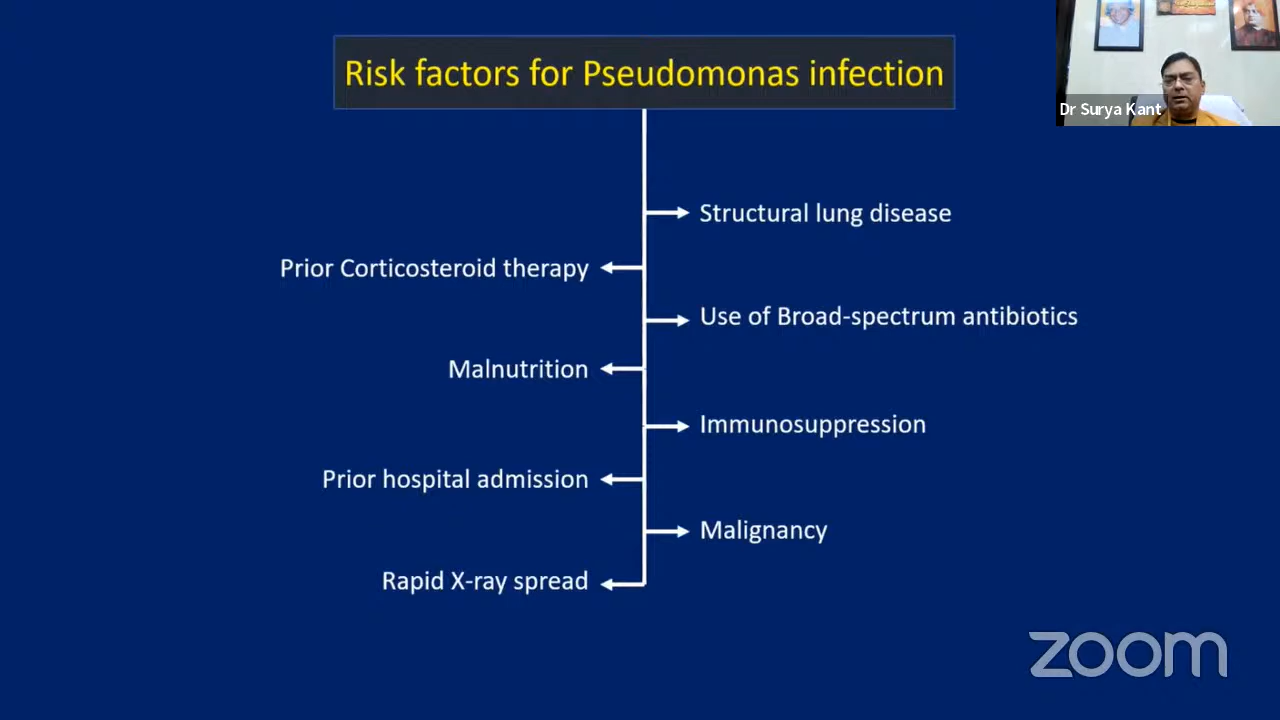 Risk factors for Pseudomonas infection
Dr Surya Kant
Structural lung disease
Prior Corticosteroid therapy
Use of Broad-spectrum antibiotics
Malnutrition
Immunosuppression
Prior hospital admission
Malignancy
Rapid X-ray spread
zoom